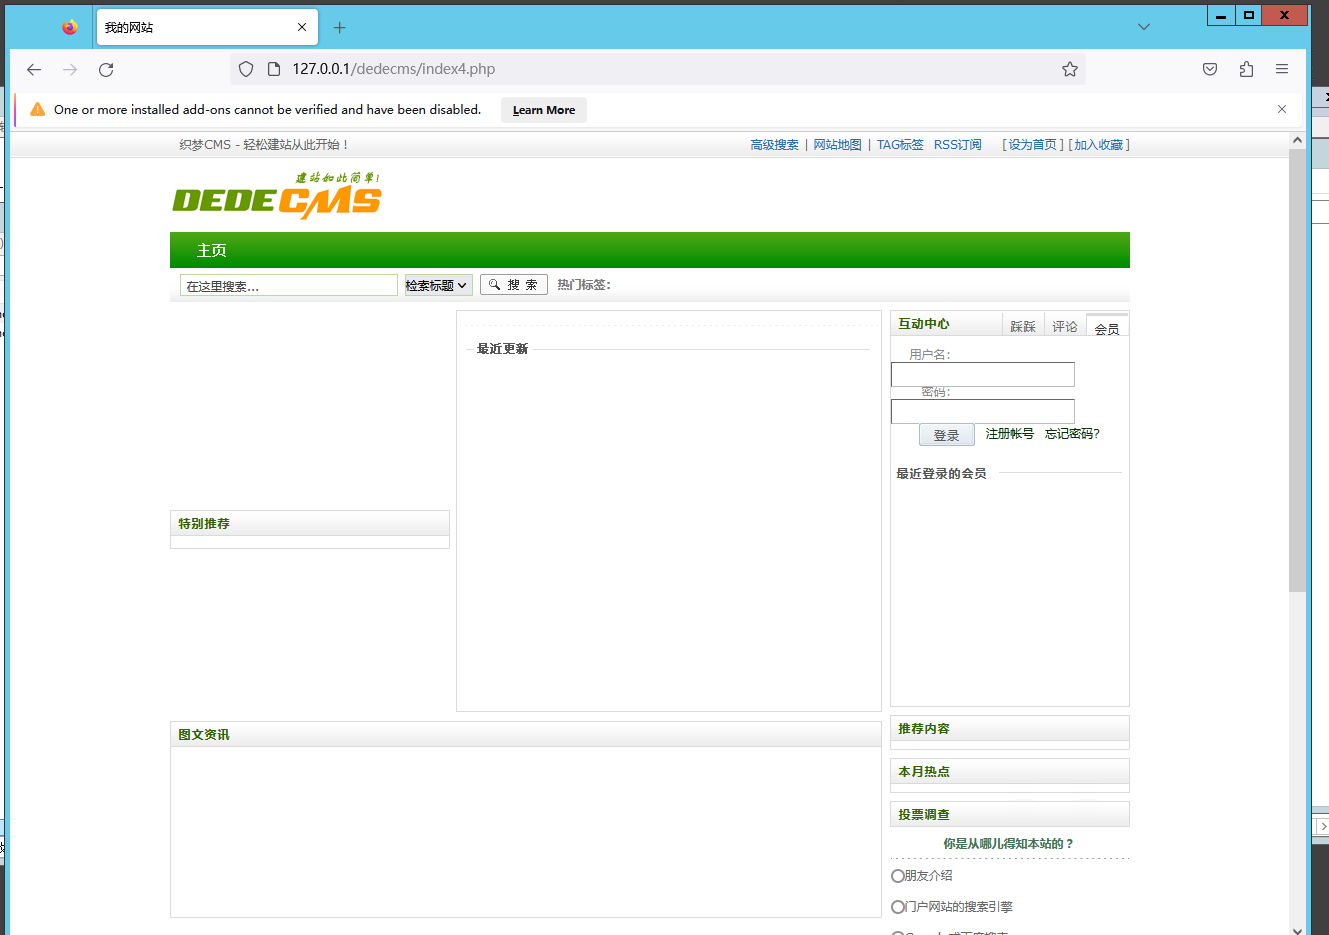 我的网站
127.0.0.1/dedecms/index4.php
One or more installed add-ons cannot be verified and have been disabled. Learn More
织梦CMS - 轻松建站从此开始！
高级搜索 | 网站地图 | TAG标签 RSS订阅 [设为首页] [加入收藏]
建站如此简单!
DEDECMS
主页
在这里搜索... 检索标题 搜 索 热门标签:
最近更新
互动中心 踩踩 评论 会员
用户名:
密码:
登录 注册帐号 忘记密码?
最近登录的会员
特别推荐
图文资讯
推荐内容
本月热点
投票调查
你是从哪儿得知本站的？
朋友介绍
门户网站的搜索引擎